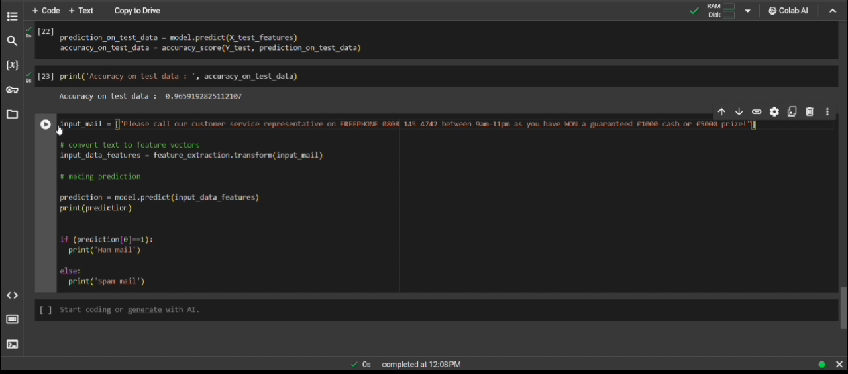 + Code + Text Copy to Drive
RAM
Disk
Colab AI
[22]
prediction_on_test_data = model.predict(X_test_features)
accuracy_on_test_data = accuracy_score(Y_test, prediction_on_test_data)
[23] print('Accuracy on test data : ', accuracy_on_test_data)
Accuracy on test data : 0.9659192825112107
input_mail = ["Please call our customer service representative on FREEPHONE 0808 145 4742 between 9am-11pm as you have WON a guaranteed £1000 cash or £5000 prize!"]
# convert text to feature vectors
input_data_features = feature_extraction.transform(input_mail)
# making prediction
prediction = model.predict(input_data_features)
print(prediction)
if (prediction[0]==1):
print('Ham mail')
else:
print('Spam mail')
[ ] Start coding or generate with AI.
0s completed at 12:08PM